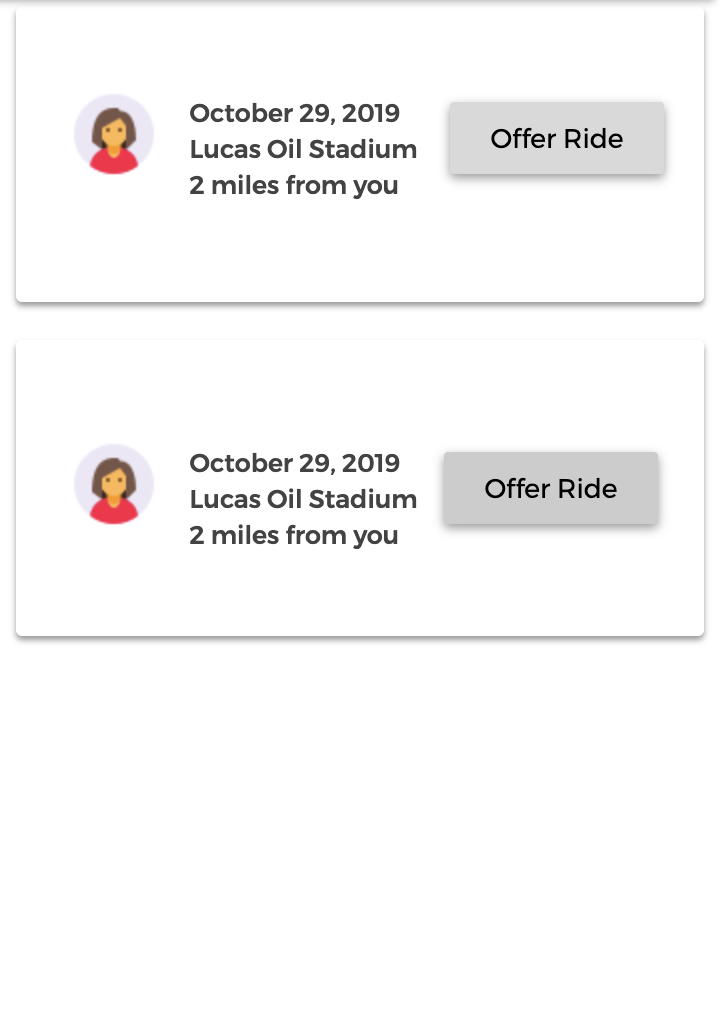 October 29, 2019
Lucas Oil Stadium
2 miles from you
Offer Ride
October 29, 2019
Lucas Oil Stadium
2 miles from you
Offer Ride